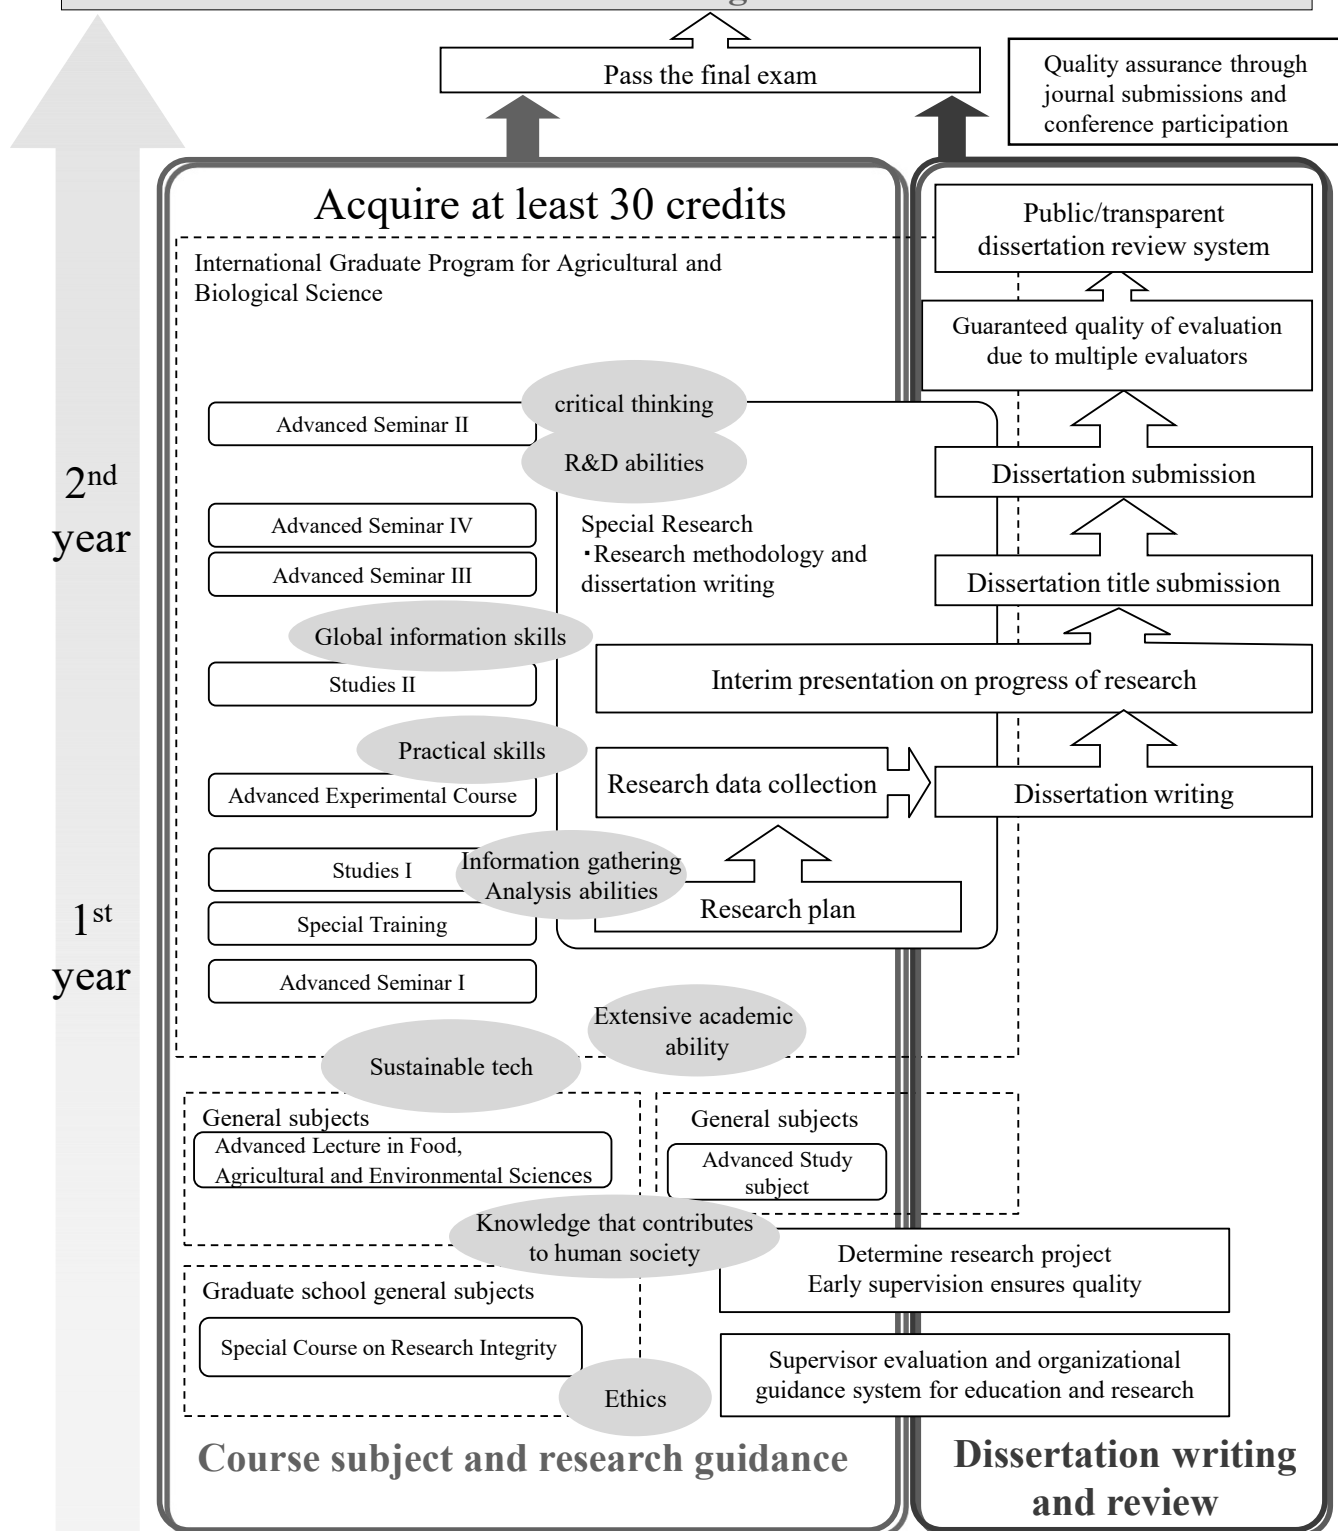 Pass the final exam
Quality assurance through
journal submissions and
conference participation
Acquire at least 30 credits
International Graduate Program for Agricultural and
Biological Science
Public/transparent
dissertation review system
Guaranteed quality of evaluation
due to multiple evaluators
critical thinking
Advanced Seminar II
R&D abilities
Dissertation submission
2nd
year
Advanced Seminar IV
Advanced Seminar III
Special Research
・Research methodology and
dissertation writing
Dissertation title submission
Global information skills
Studies II
Interim presentation on progress of research
Practical skills
Advanced Experimental Course
Research data collection
Dissertation writing
Studies I
Information gathering
Analysis abilities
Research plan
1st
year
Special Training
Advanced Seminar I
Extensive academic
ability
Sustainable tech
General subjects
Advanced Lecture in Food,
Agricultural and Environmental Sciences
General subjects
Advanced Study
subject
Knowledge that contributes
to human society
Determine research project
Early supervision ensures quality
Graduate school general subjects
Special Course on Research Integrity
Supervisor evaluation and organizational
guidance system for education and research
Ethics
Course subject and research guidance
Dissertation writing
and review